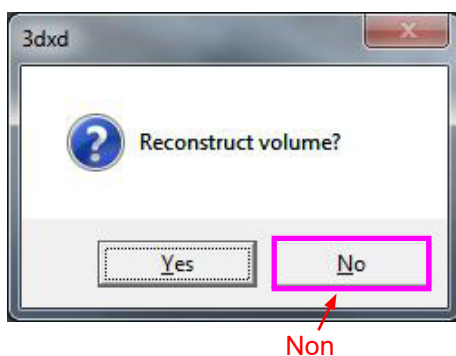 3dxd
Reconstruct volume?
Yes
No
Non